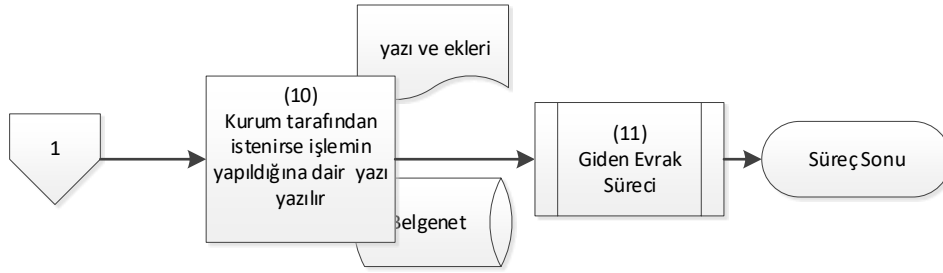 yazı ve ekleri
1
(10)
Kurum tarafından
istenirse işlemin
yapıldığına dair yazı
yazılır
Belgenet
(11)
Giden Evrak
Süreci
Süreç Sonu